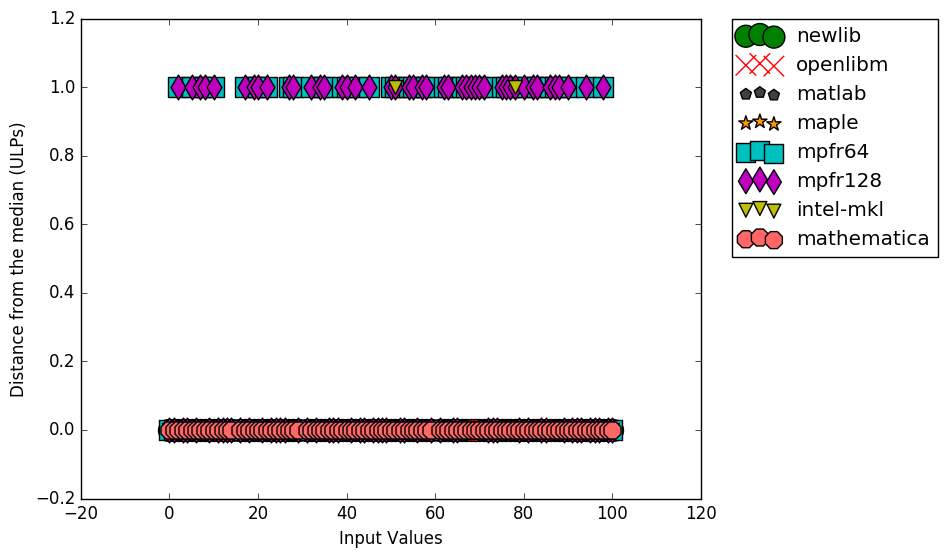 1.2
1.0
0.8
0.6
0.4
0.2
0.0
−0.2
−20
0
20
40
60
80
100
120
Input Values
Distance from the median (ULPs)
newlib
openlibm
matlab
maple
mpfr64
mpfr128
intel-mkl
mathematica